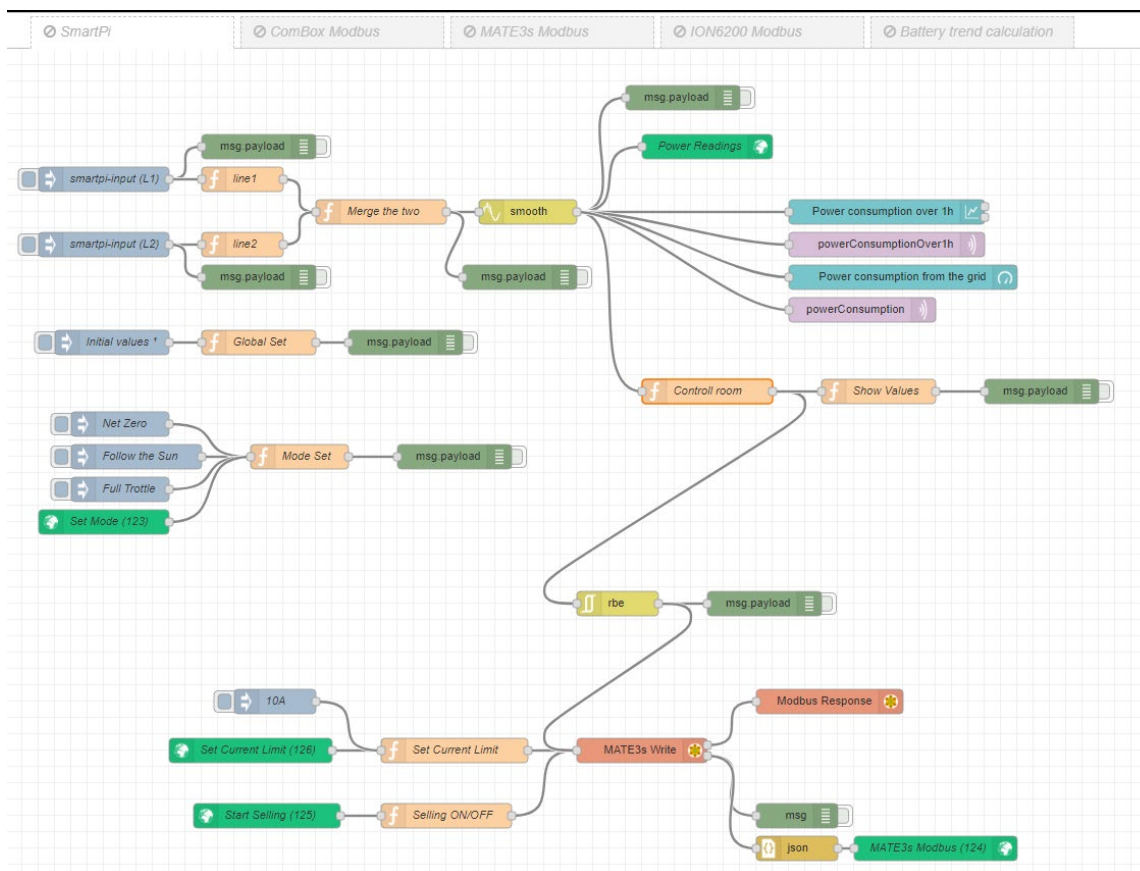 SmartPi
ComBox Modbus
MATE3s Modbus
ION6200 Modbus
Battery trend calculation
msg.payload
msg.payload
Power Readings
smartpi-input (L1)
line1
Merge the two
smooth
Power consumption over 1h
smartpi-input (L2)
line2
powerConsumptionOver1h
msg.payload
msg.payload
Power consumption from the grid
powerConsumption
Initial values ¹
Global Set
msg.payload
Controll room
Show Values
msg.payload
Net Zero
Follow the Sun
Mode Set
msg.payload
Full Trottle
Set Mode (123)
rbe
msg.payload
10A
Modbus Response
Set Current Limit (126)
Set Current Limit
MATE3s Write
Start Selling (125)
Selling ON/OFF
msg
json
MATE3s Modbus (124)